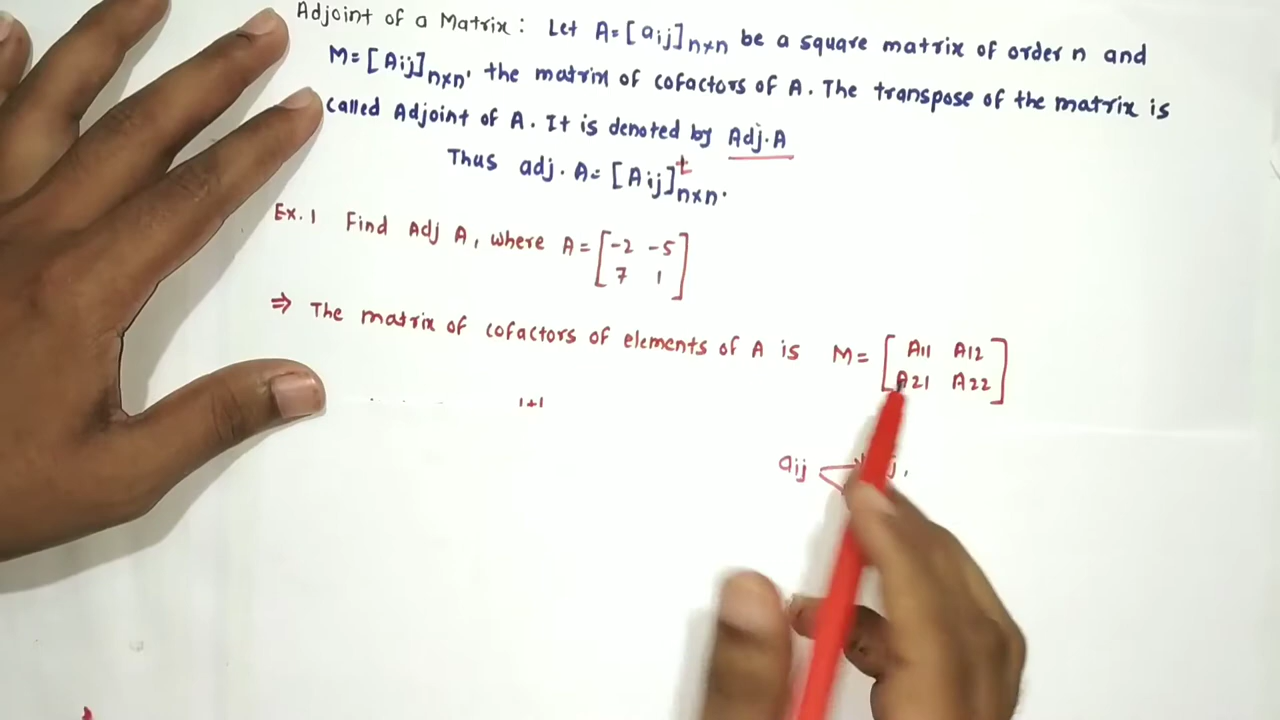 Adjoint of a Matrix: Let A=[aij]n×n be a square matrix of order n and
M=[Aij]n×n, the matrix of cofactors of A. The transpose of the matrix is
called Adjoint of A. It is denoted by Adj.A
Thus adj. A=[Aij]ᵗn×n.
Ex.1 Find Adj A, where A=[-2 -5
7 1]
⇒ The matrix of cofactors of elements of A is M=[A11 A12
A21 A22]
1+1
aij